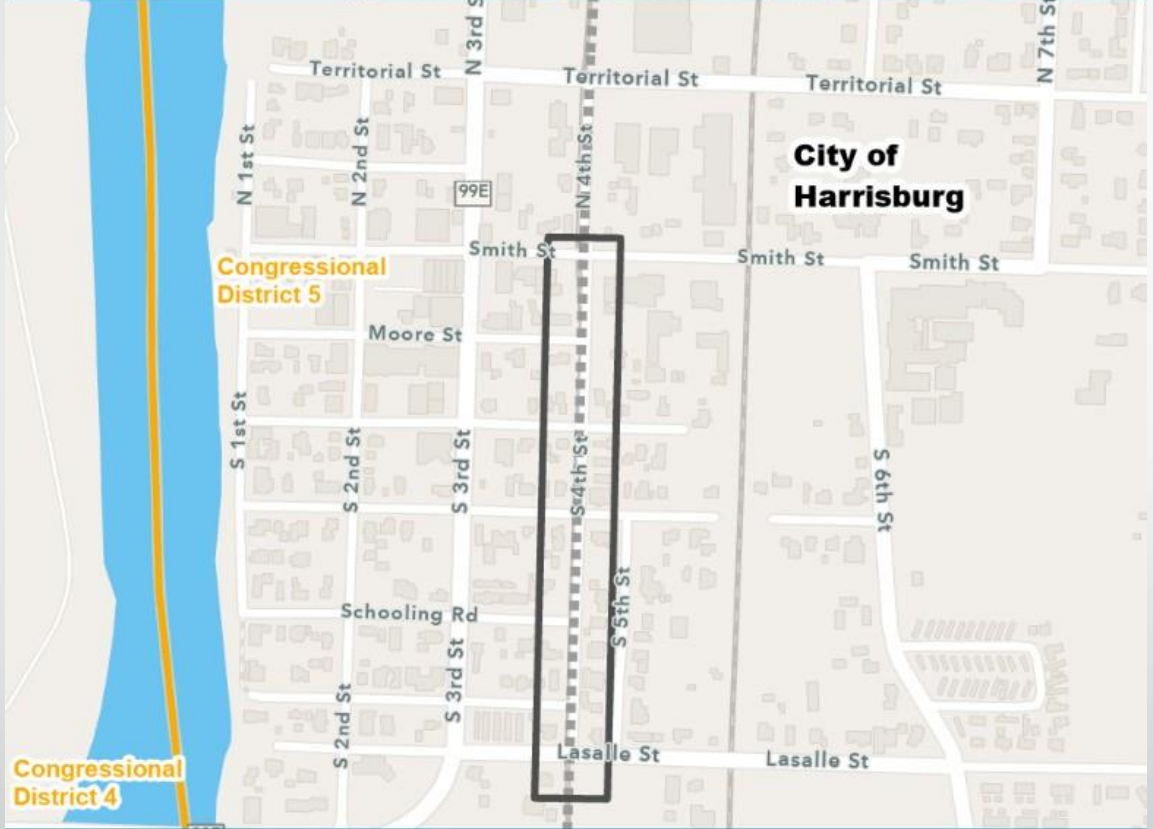 N 3rd S
N 7th St
Territorial St
Territorial St
Territorial St
N 1st St
N 2nd St
N 4th St
City of
Harrisburg
99E
Smith St
Smith St
Smith St
Congressional
District 5
Moore St
S 1st St
S 2nd St
S 3rd St
S 4th St
S 6th St
S 5th St
Schooling Rd
S 3rd St
S 2nd St
Lasalle St
Lasalle St
Congressional
District 4